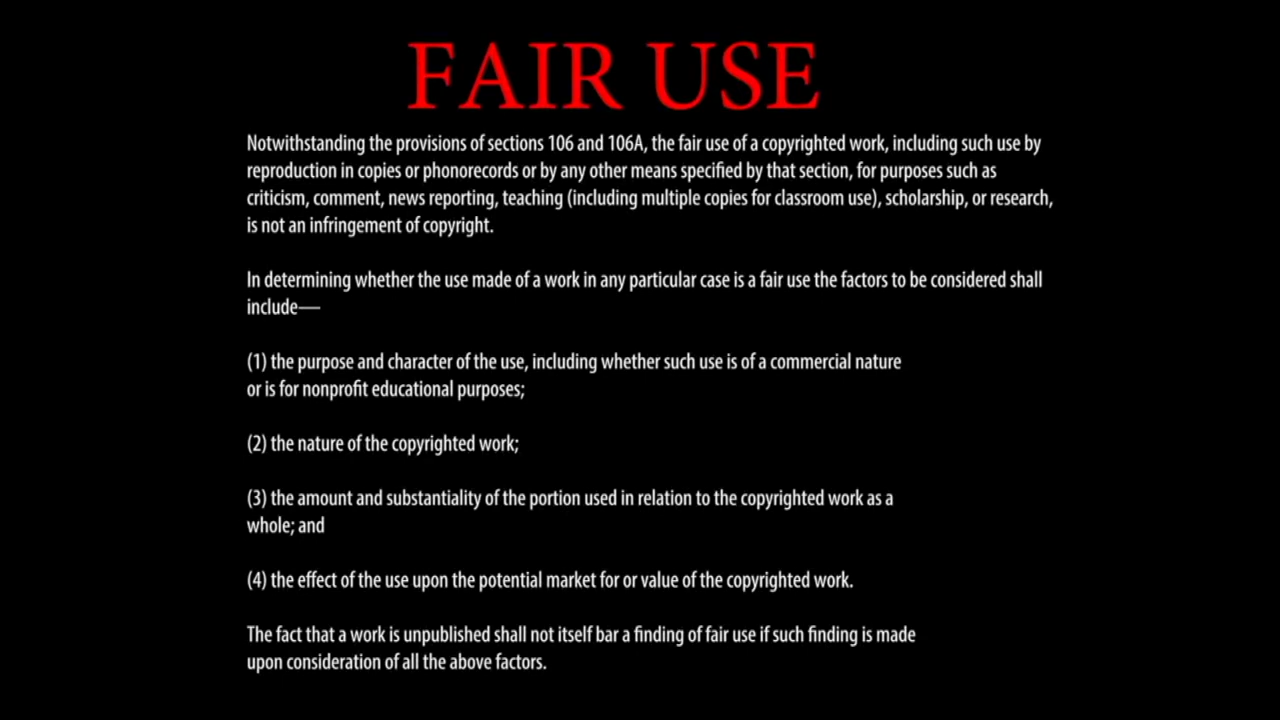 FAIR USE
Notwithstanding the provisions of sections 106 and 106A, the fair use of a copyrighted work, including such use by
reproduction in copies or phonorecords or by any other means specified by that section, for purposes such as
criticism, comment, news reporting, teaching (including multiple copies for classroom use), scholarship, or research,
is not an infringement of copyright.
In determining whether the use made of a work in any particular case is a fair use the factors to be considered shall
include—
(1) the purpose and character of the use, including whether such use is of a commercial nature
or is for nonprofit educational purposes;
(2) the nature of the copyrighted work;
(3) the amount and substantiality of the portion used in relation to the copyrighted work as a
whole; and
(4) the effect of the use upon the potential market for or value of the copyrighted work.
The fact that a work is unpublished shall not itself bar a finding of fair use if such finding is made
upon consideration of all the above factors.